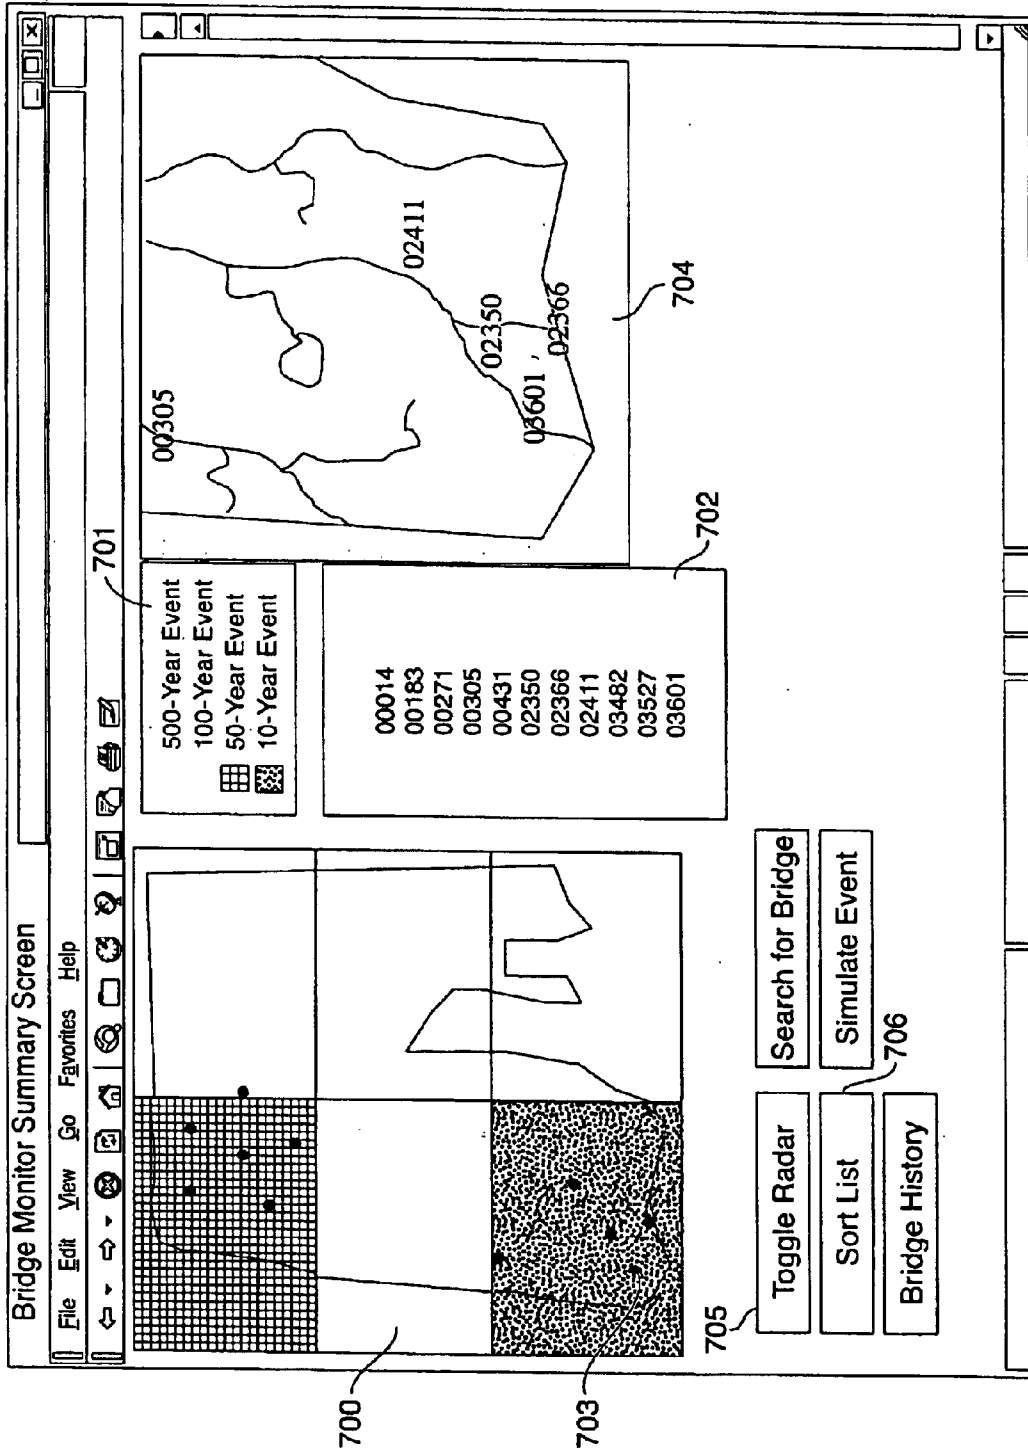 Bridge Monitor Summary Screen
File Edit View Go Favorites Help
701
500-Year Event
100-Year Event
50-Year Event
10-Year Event
00014
00183
00271
00305
00431
02350
02366
02411
03482
03527
03601
702
00305
02411
02350
03601
02366
704
700
703
705
Toggle Radar
Search for Bridge
Sort List
Simulate Event
706
Bridge History